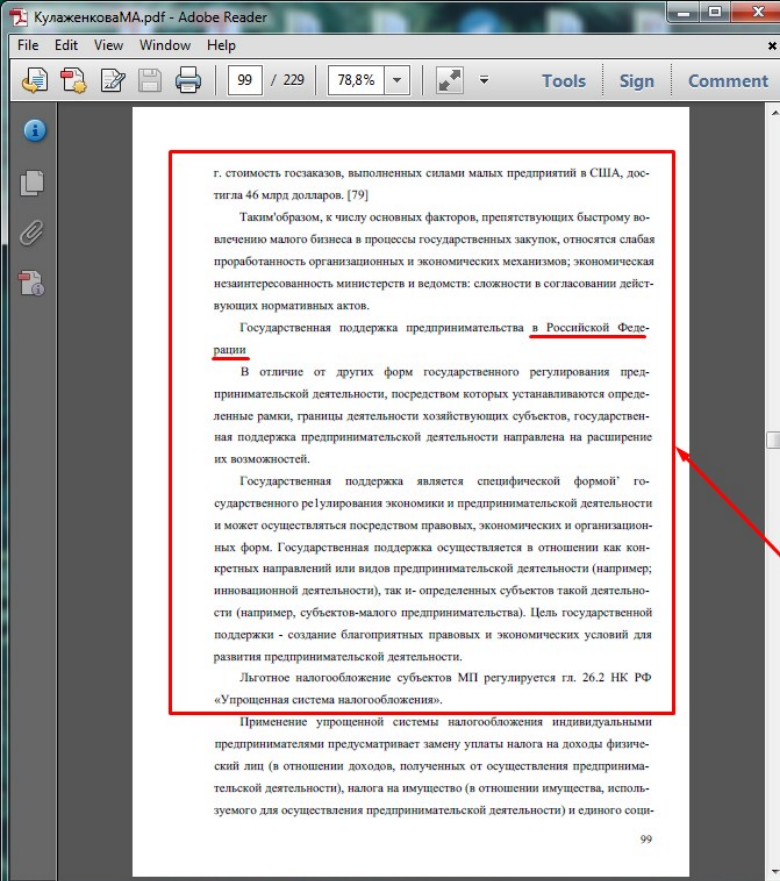 КулаженковаМА.pdf - Adobe Reader
File Edit View Window Help
99 / 229 78,8% Tools Sign Comment
г. стоимость госзаказов, выполненных силами малых предприятий в США, дос-
тигла 46 млрд долларов. [79]
Таким'образом, к числу основных факторов, препятствующих быстрому во-
влечению малого бизнеса в процессы государственных закупок, относятся слабая
проработанность организационных и экономических механизмов; экономическая
незаинтересованность министерств и ведомств: сложности в согласовании дейст-
вующих нормативных актов.
Государственная поддержка предпринимательства в Российской Феде-
рации
В отличие от других форм государственного регулирования пред-
принимательской деятельности, посредством которых устанавливаются опреде-
ленные рамки, границы деятельности хозяйствующих субъектов, государствен-
ная поддержка предпринимательской деятельности направлена на расширение
их возможностей.
Государственная поддержка является специфической формой’ го-
сударственного ре1улирования экономики и предпринимательской деятельности
и может осуществляться посредством правовых, экономических и организацион-
ных форм. Государственная поддержка осуществляется в отношении как кон-
кретных направлений или видов предпринимательской деятельности (например;
инновационной деятельности), так и- определенных субъектов такой деятельно-
сти (например, субъектов-малого предпринимательства). Цель государственной
поддержки - создание благоприятных правовых и экономических условий для
развития предпринимательской деятельности.
Льготное налогообложение субъектов МП регулируется гл. 26.2 НК РФ
«Упрощенная система налогообложения».
Применение упрощенной системы налогообложения индивидуальными
предпринимателями предусматривает замену уплаты налога на доходы физиче-
ский лиц (в отношении доходов, полученных от осуществления предпринима-
тельской деятельности), налога на имущество (в отношении имущества, исполь-
зуемого для осуществления предпринимательской деятельности) и единого соци-
99